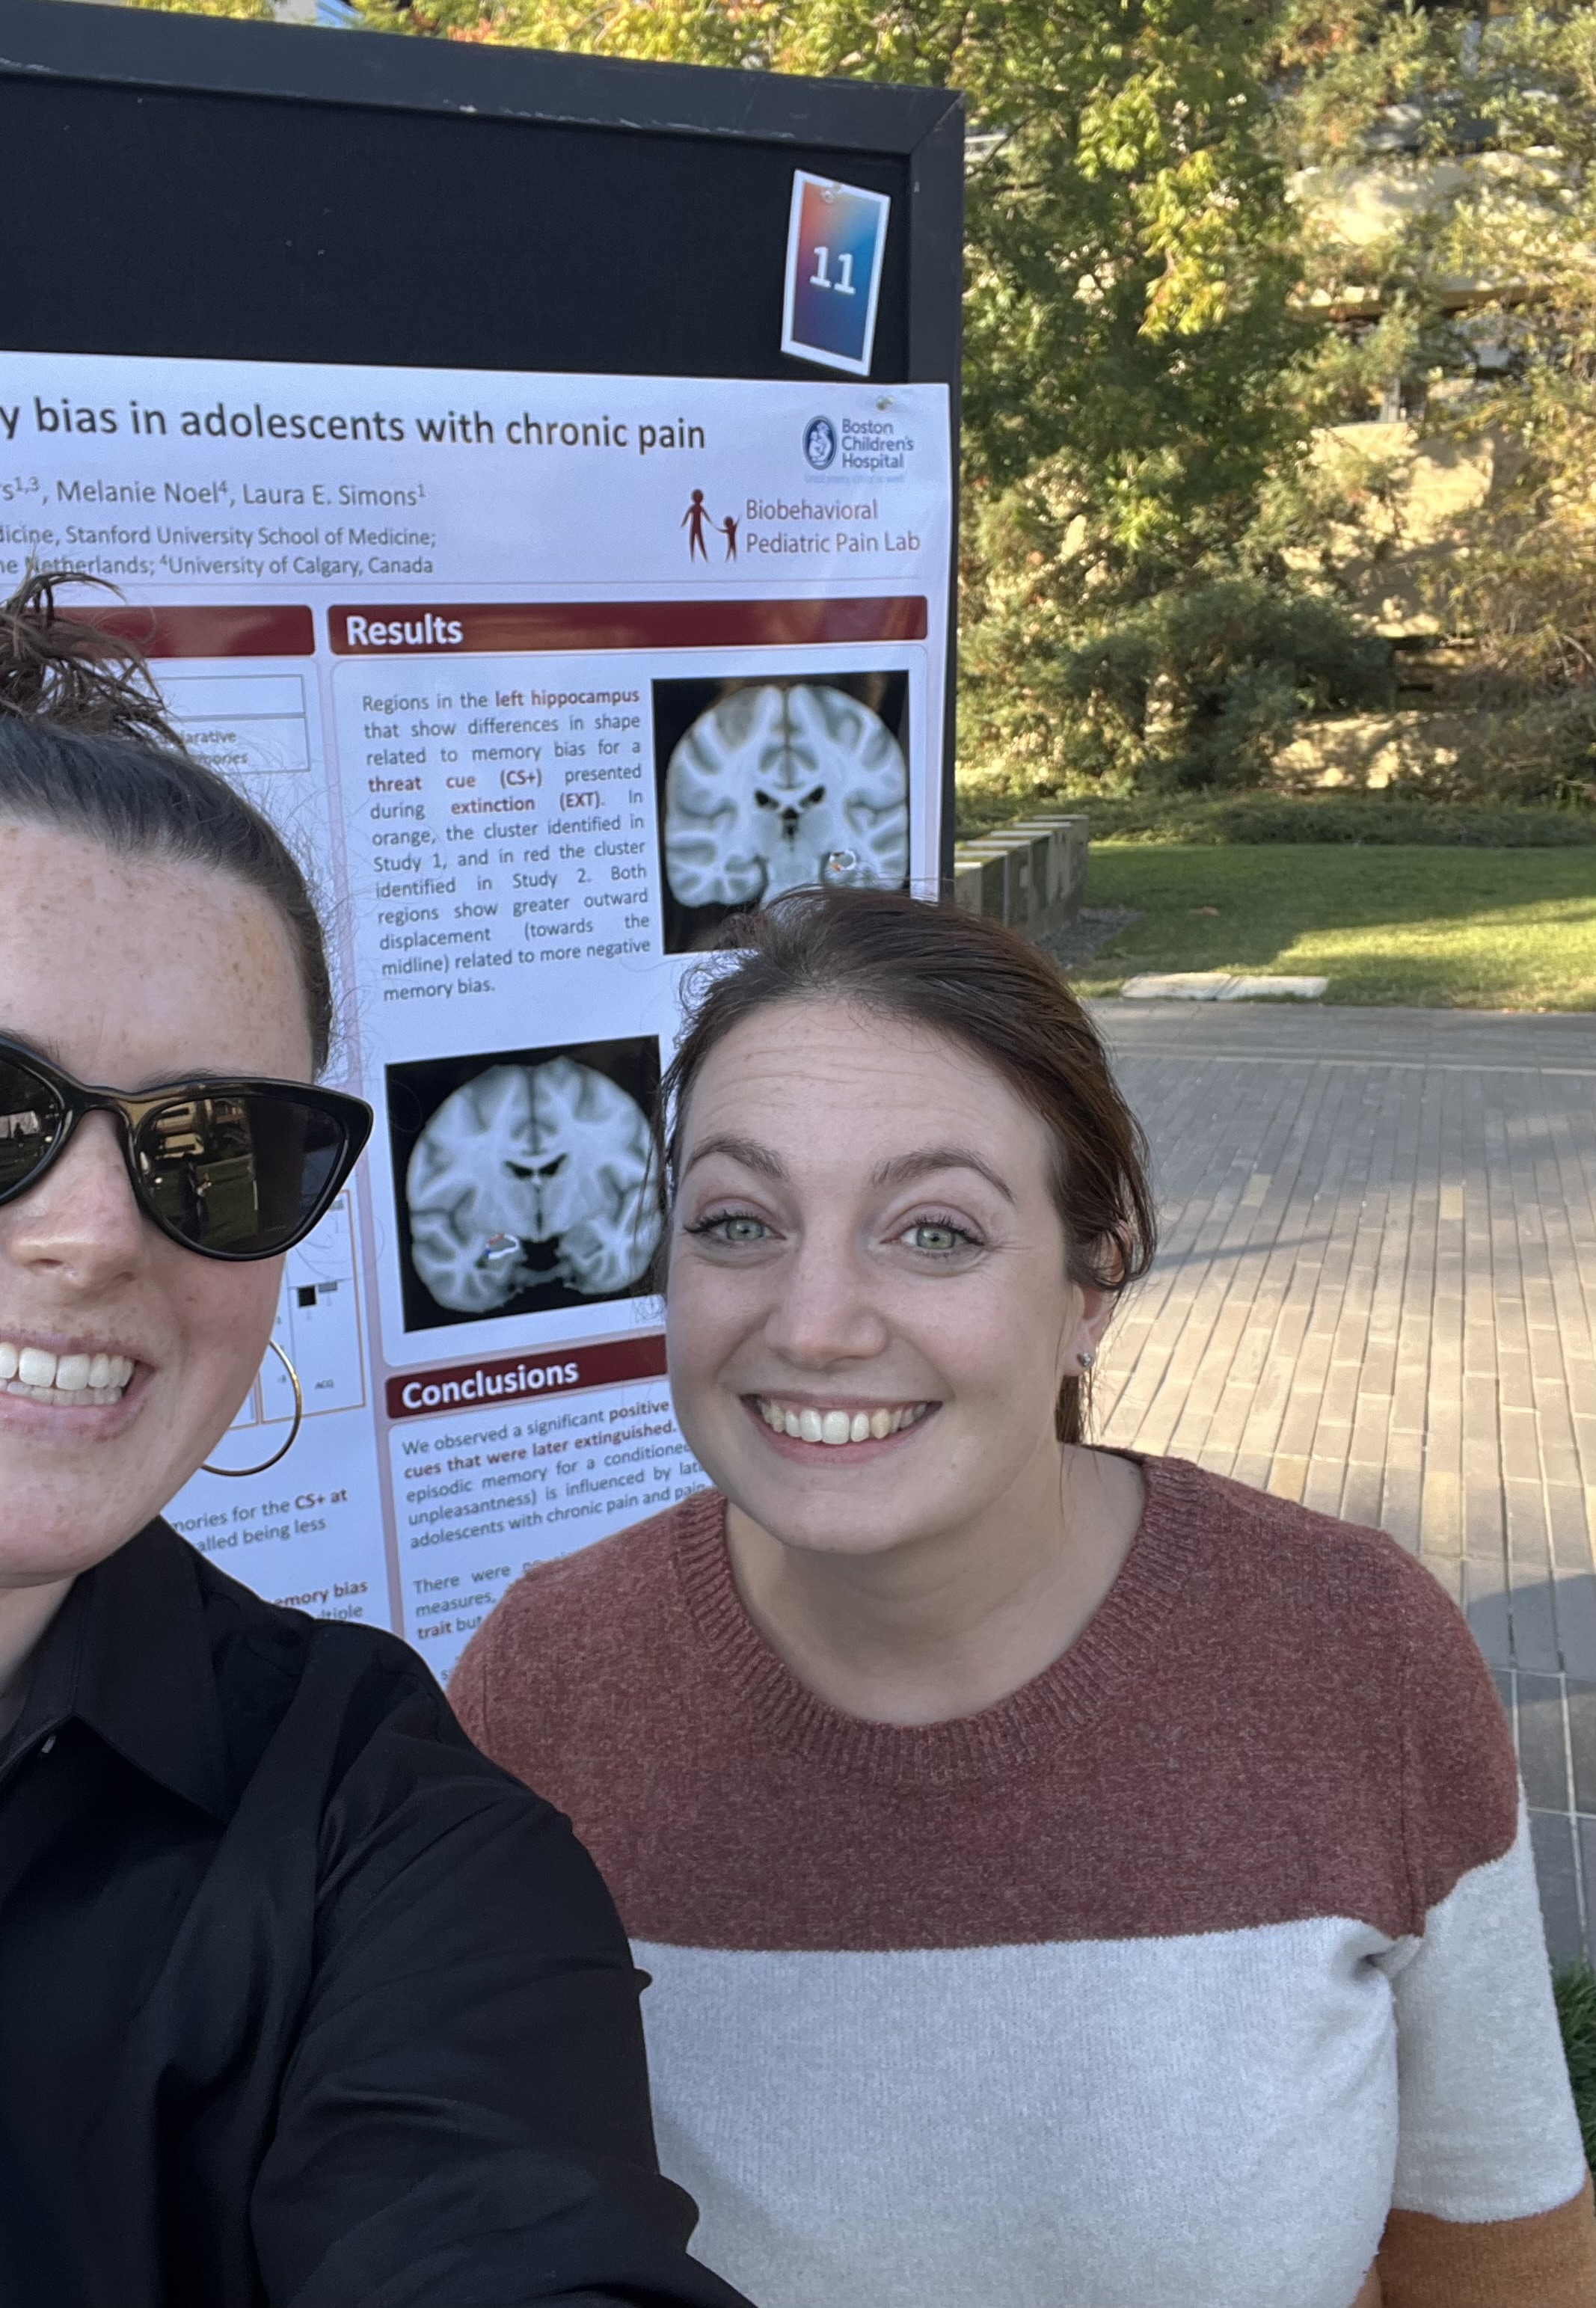 11
y bias in adolescents with chronic pain
Boston
Children's
Hospital
s1,3, Melanie Noel4, Laura E. Simons1
dicine, Stanford University School of Medicine;
ne Netherlands; 4University of Calgary, Canada
Biobehavioral
Pediatric Pain Lab
Results
Regions in the left hippocampus
that show differences in shape
related to memory bias for a
threat cue (CS+) presented
during extinction (EXT). In
orange, the cluster identified in
Study 1, and in red the cluster
identified in Study 2. Both
regions show greater outward
displacement (towards the
midline) related to more negative
memory bias.
Conclusions
We observed a significant positive
cues that were later extinguished.
episodic memory for a conditioned
unpleasantness) is influenced by
adolescents with chronic pain and
There were
measures,
trait but
ACQ
nories for the CS+ at
alled being less
emory bias